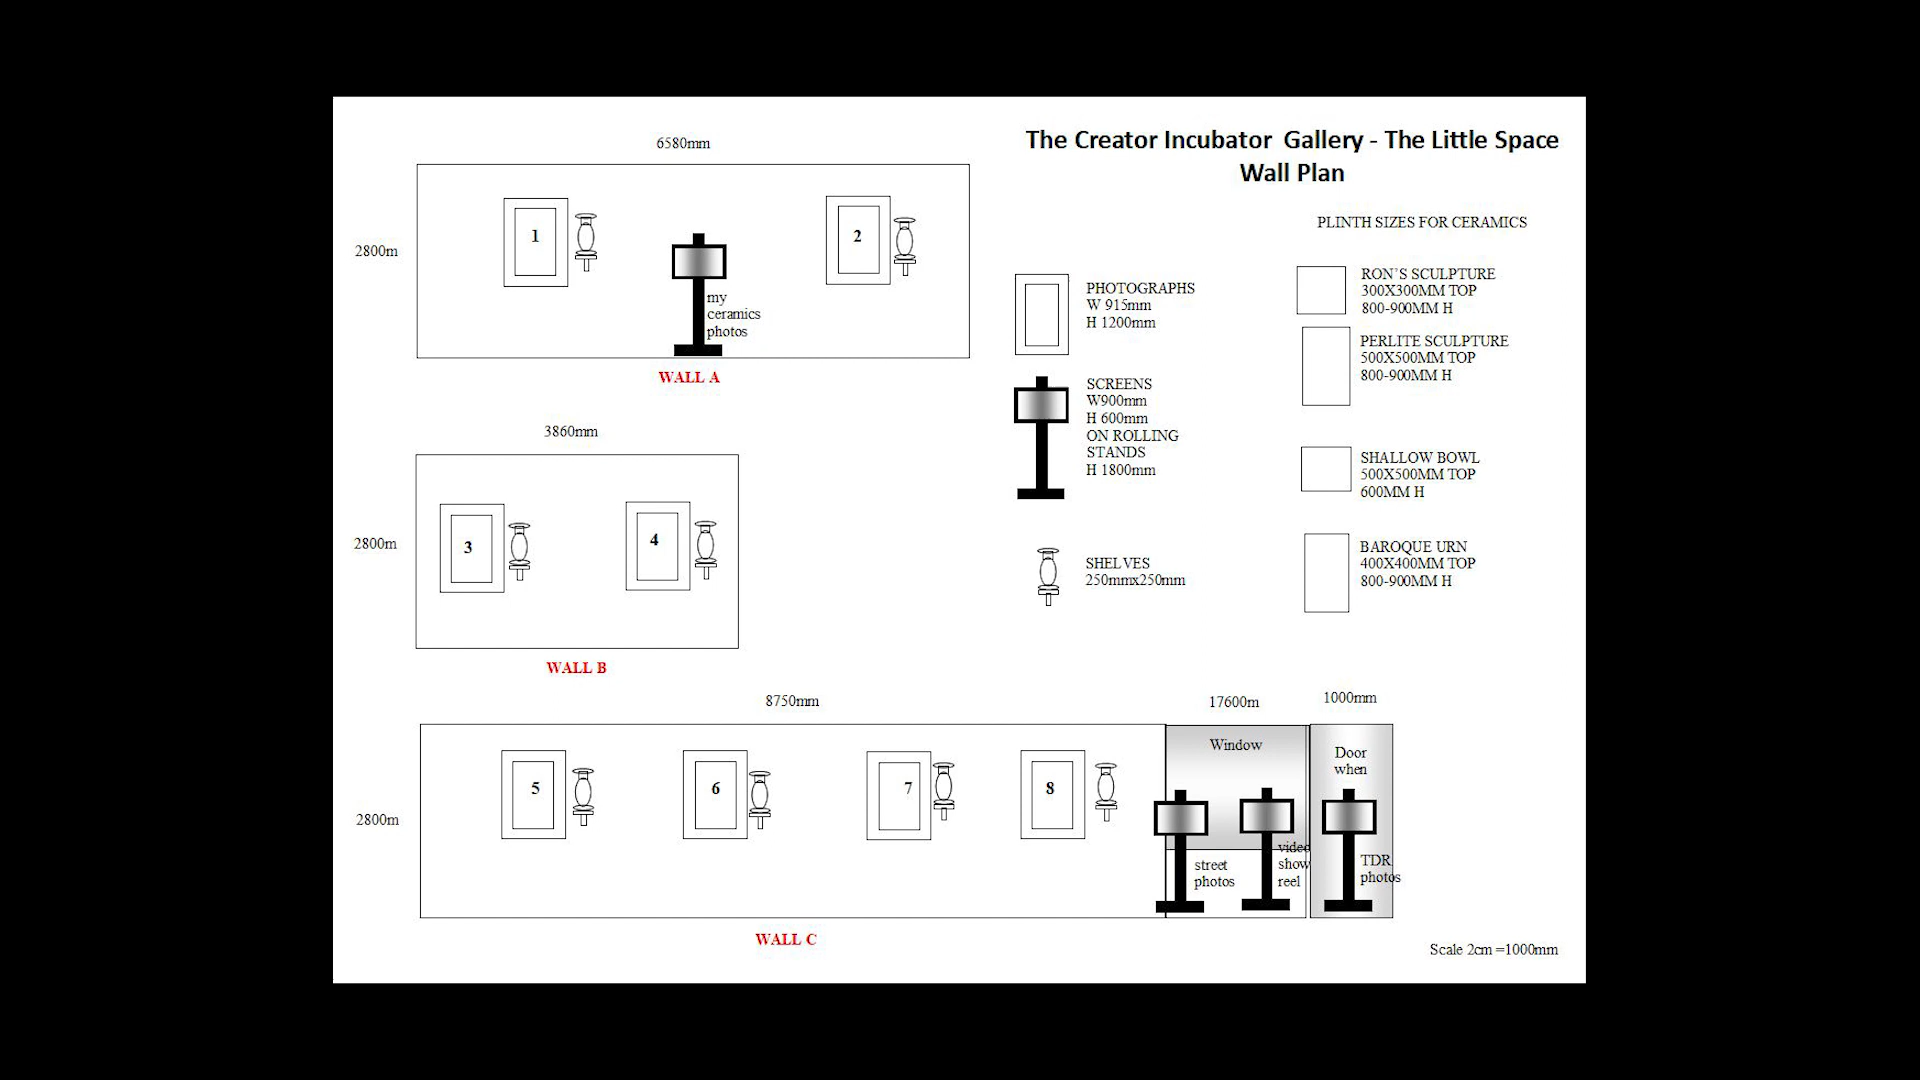 The Creator Incubator Gallery - The Little Space
Wall Plan
6580mm
2800m
1
2
my
ceramics
photos
WALL A
3860mm
2800m
3
4
WALL B
PHOTOGRAPHS
W 915mm
H 1200mm
SCREENS
W900mm
H 600mm
ON ROLLING
STANDS
H 1800mm
SHELVES
250mmx250mm
PLINTH SIZES FOR CERAMICS
RON'S SCULPTURE
300X300MM TOP
800-900MM H
PERLITE SCULPTURE
500X500MM TOP
800-900MM H
SHALLOW BOWL
500X500MM TOP
600MM H
BAROQUE URN
400X400MM TOP
800-900MM H
8750mm
17600m
1000mm
2800m
5
6
7
8
Window
Door
when
street
photos
video
show
reel
TDR
photos
WALL C
Scale 2cm =1000mm